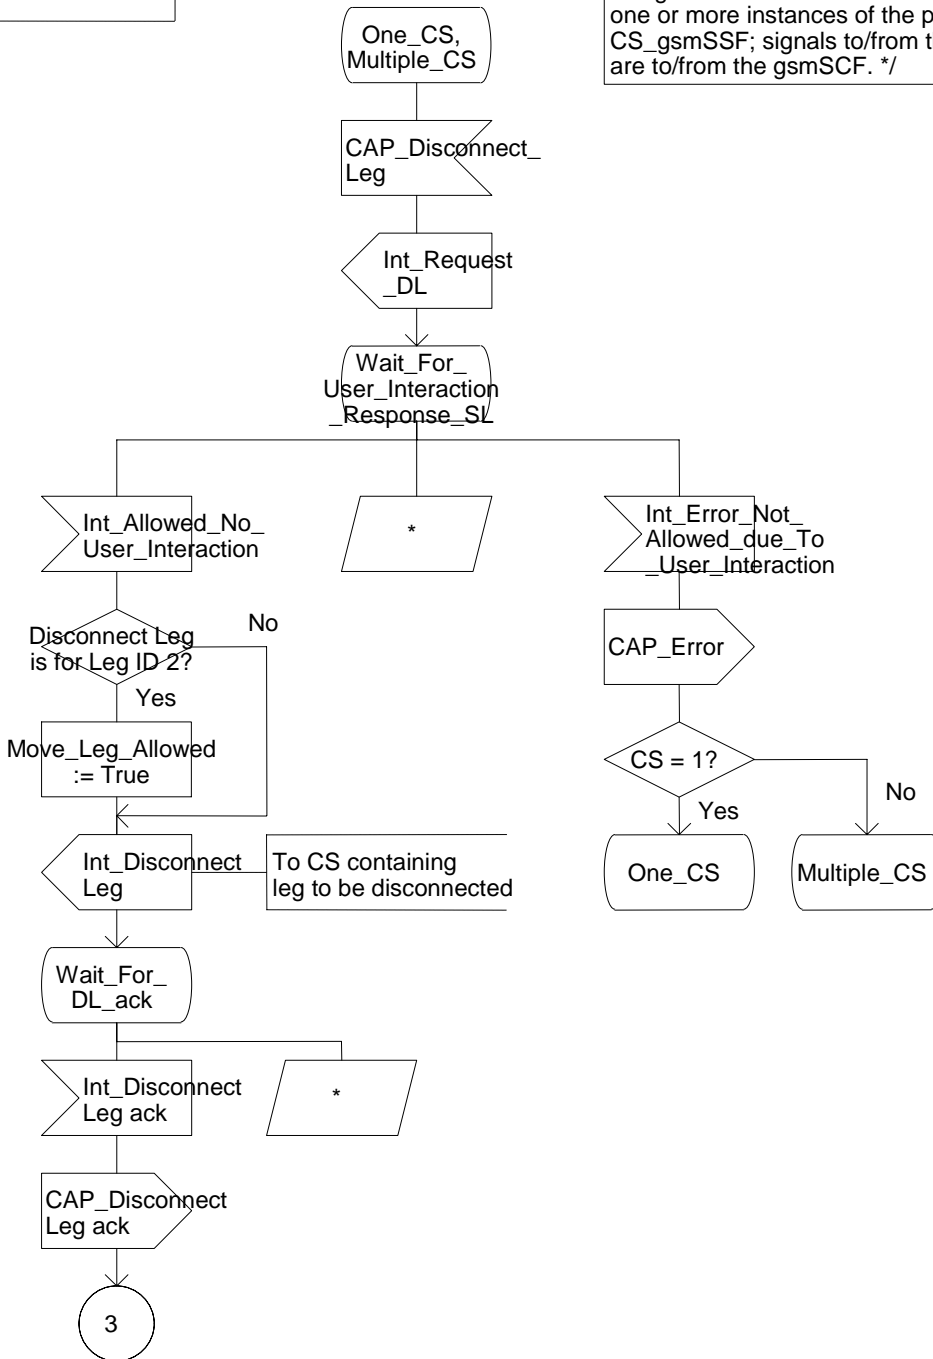 one or more instances of the p
CS_gsmSSF; signals to/from t
are to/from the gsmSCF. */
One_CS,
Multiple_CS
CAP_Disconnect_
Leg
Int_Request
_DL
Wait_For_
User_Interaction
_Response_SL
Int_Allowed_No_
User_Interaction
*
Int_Error_Not_
Allowed_due_To
_User_Interaction
Disconnect Leg
is for Leg ID 2?
No
Yes
CAP_Error
Move_Leg_Allowed
:= True
CS = 1?
No
Yes
Int_Disconnect
Leg
To CS containing
leg to be disconnected
One_CS
Multiple_CS
Wait_For_
DL_ack
Int_Disconnect
Leg ack
*
CAP_Disconnect
Leg ack
3